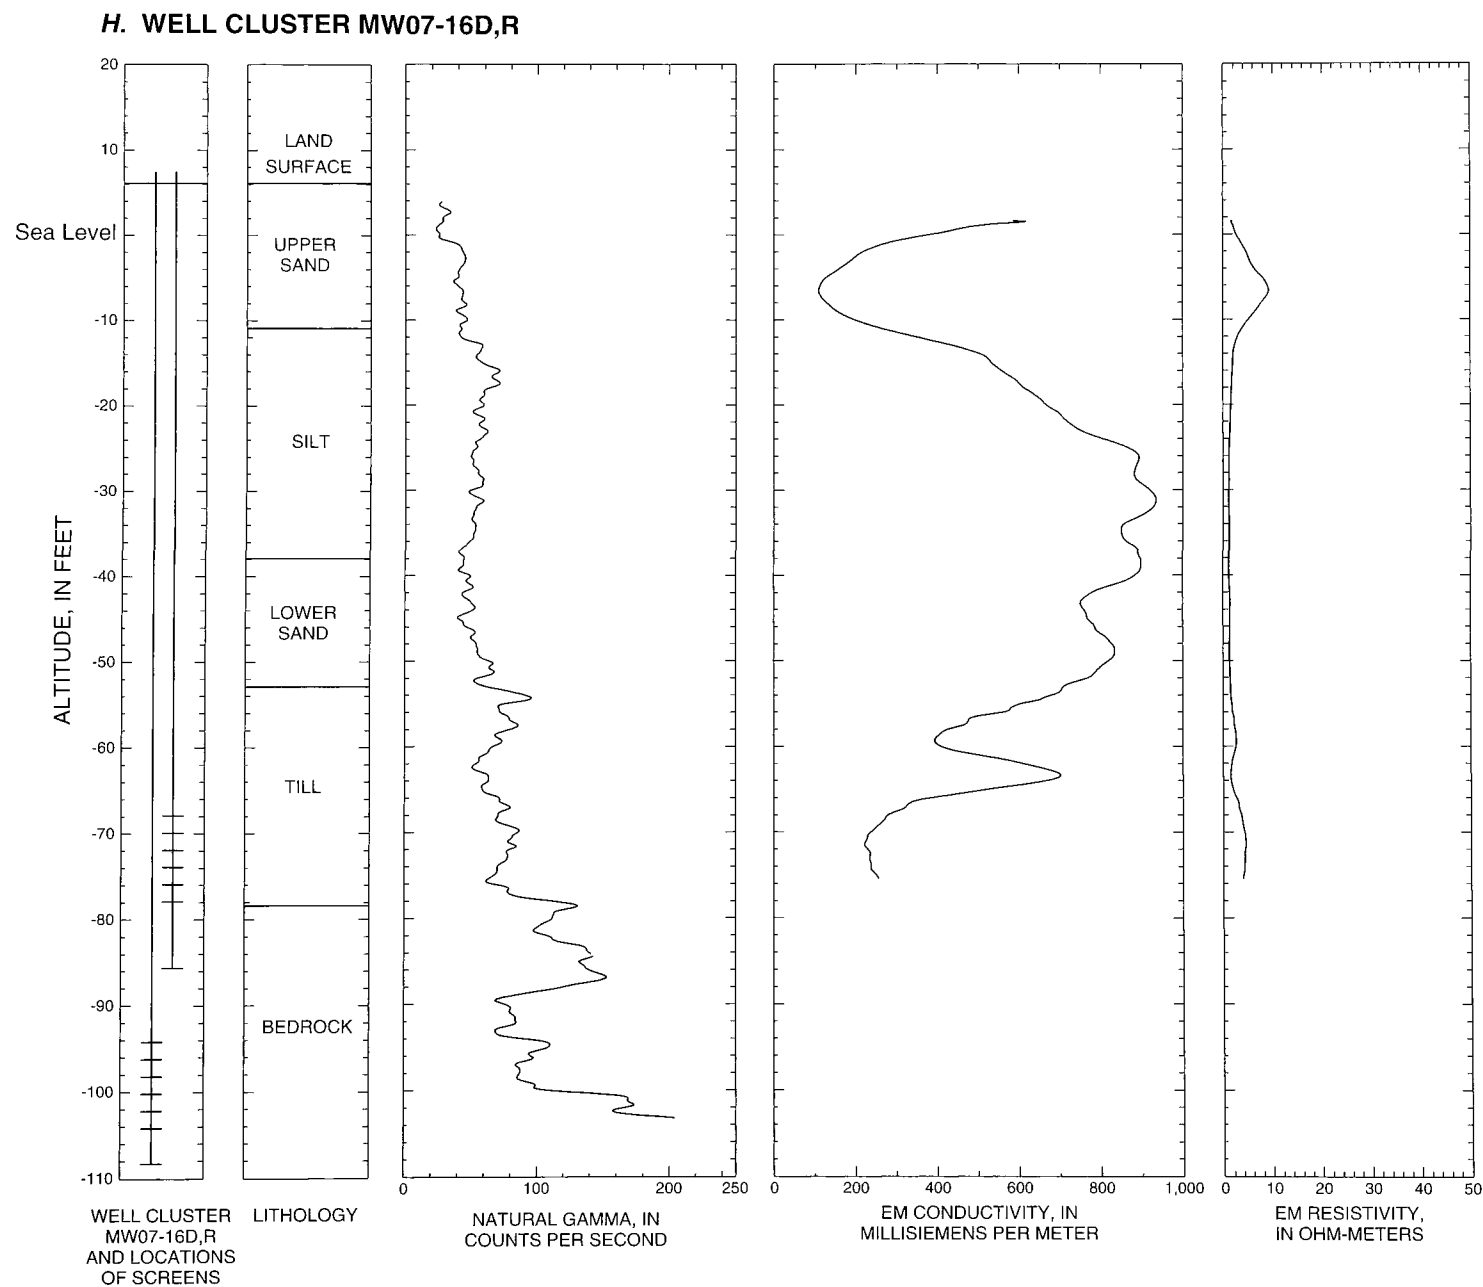 H. WELL CLUSTER MW07-16D,R
20
10
Sea Level
-10
-20
-30
-40
-50
-60
-70
-80
-90
-100
-110
ALTITUDE, IN FEET
LAND
SURFACE
UPPER
SAND
SILT
LOWER
SAND
TILL
BEDROCK
0 100 200 250
0 200 400 600 800 1,000
0 10 20 30 40 50
WELL CLUSTER
MW07-16D,R
AND LOCATIONS
OF SCREENS
LITHOLOGY
NATURAL GAMMA, IN
COUNTS PER SECOND
EM CONDUCTIVITY, IN
MILLISIEMENS PER METER
EM RESISTIVITY,
IN OHM-METERS